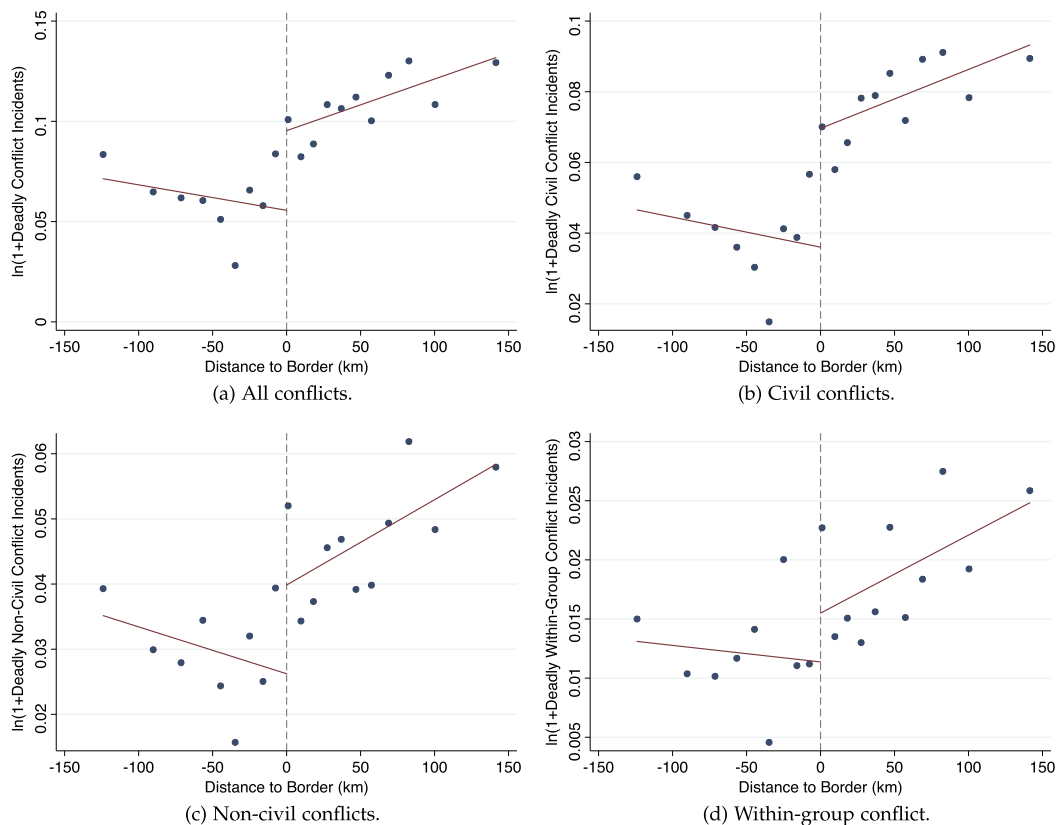 ln(1+Deadly Conflict Incidents)
0.15
0.1
0.05
0
-150 -100 -50 0 50 100 150
Distance to Border (km)
(a) All conflicts.
ln(1+Deadly Civil Conflict Incidents)
0.1
0.08
0.06
0.04
0.02
-150 -100 -50 0 50 100 150
Distance to Border (km)
(b) Civil conflicts.
ln(1+Deadly Non-Civil Conflict Incidents)
0.06
0.05
0.04
0.03
0.02
-150 -100 -50 0 50 100 150
Distance to Border (km)
(c) Non-civil conflicts.
ln(1+Deadly Within-Group Conflict Incidents)
0.03
0.025
0.02
0.015
0.01
0.005
-150 -100 -50 0 50 100 150
Distance to Border (km)
(d) Within-group conflict.